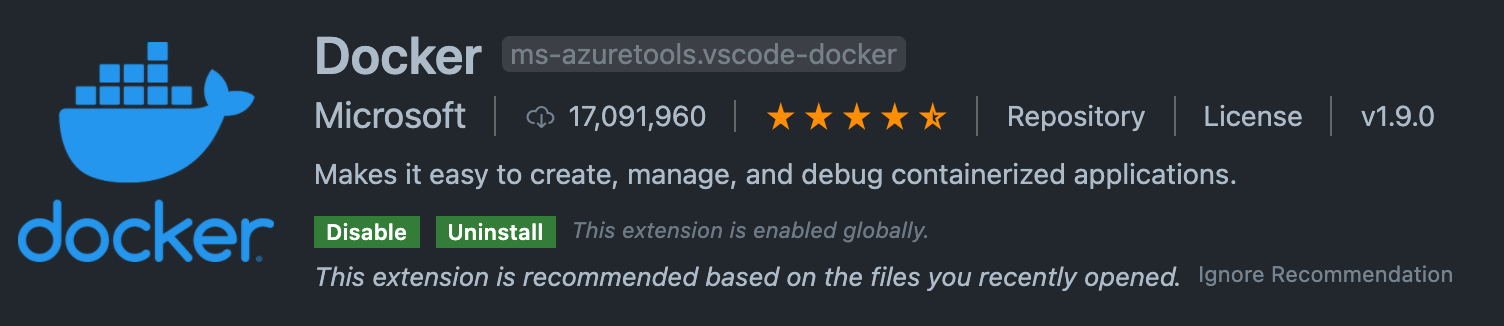 docker
Docker ms-azuretools.vscode-docker
Microsoft 17,091,960 Repository License v1.9.0
Makes it easy to create, manage, and debug containerized applications.
Disable Uninstall This extension is enabled globally.
This extension is recommended based on the files you recently opened. Ignore Recommendation